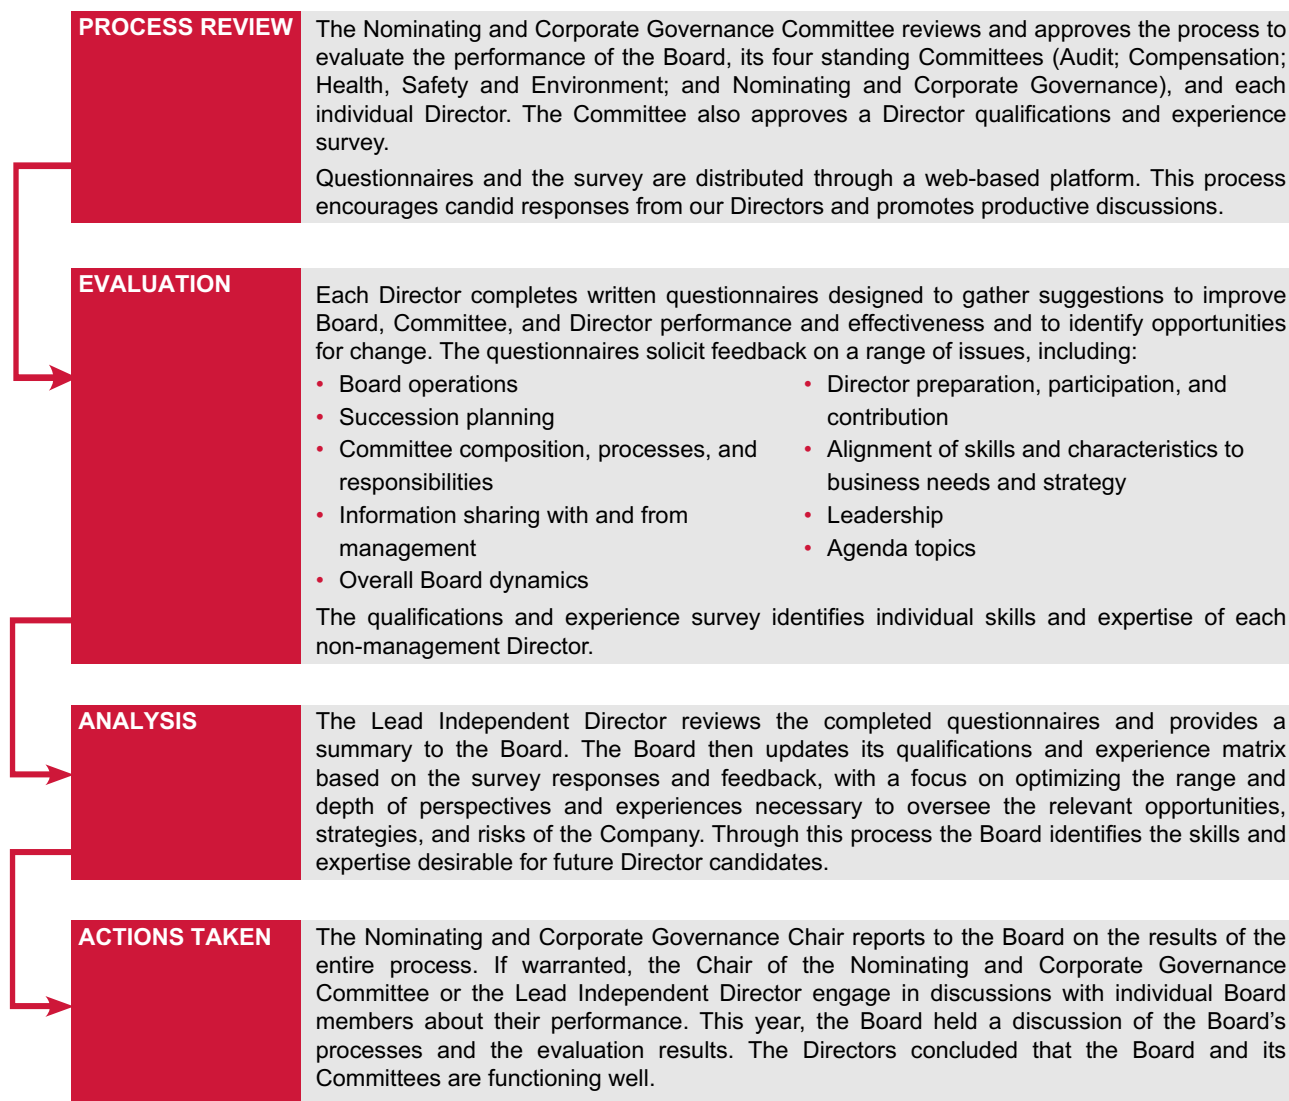 PROCESS REVIEW
The Nominating and Corporate Governance Committee reviews and approves the process to
evaluate the performance of the Board, its four standing Committees (Audit; Compensation;
Health, Safety and Environment; and Nominating and Corporate Governance), and each
individual Director. The Committee also approves a Director qualifications and experience
survey.
Questionnaires and the survey are distributed through a web-based platform. This process
encourages candid responses from our Directors and promotes productive discussions.
EVALUATION
Each Director completes written questionnaires designed to gather suggestions to improve
Board, Committee, and Director performance and effectiveness and to identify opportunities
for change. The questionnaires solicit feedback on a range of issues, including:
• Board operations
• Succession planning
• Committee composition, processes, and
responsibilities
• Information sharing with and from
management
• Overall Board dynamics
• Director preparation, participation, and
contribution
• Alignment of skills and characteristics to
business needs and strategy
• Leadership
• Agenda topics
The qualifications and experience survey identifies individual skills and expertise of each
non-management Director.
ANALYSIS
The Lead Independent Director reviews the completed questionnaires and provides a
summary to the Board. The Board then updates its qualifications and experience matrix
based on the survey responses and feedback, with a focus on optimizing the range and
depth of perspectives and experiences necessary to oversee the relevant opportunities,
strategies, and risks of the Company. Through this process the Board identifies the skills and
expertise desirable for future Director candidates.
ACTIONS TAKEN
The Nominating and Corporate Governance Chair reports to the Board on the results of the
entire process. If warranted, the Chair of the Nominating and Corporate Governance
Committee or the Lead Independent Director engage in discussions with individual Board
members about their performance. This year, the Board held a discussion of the Board's
processes and the evaluation results. The Directors concluded that the Board and its
Committees are functioning well.